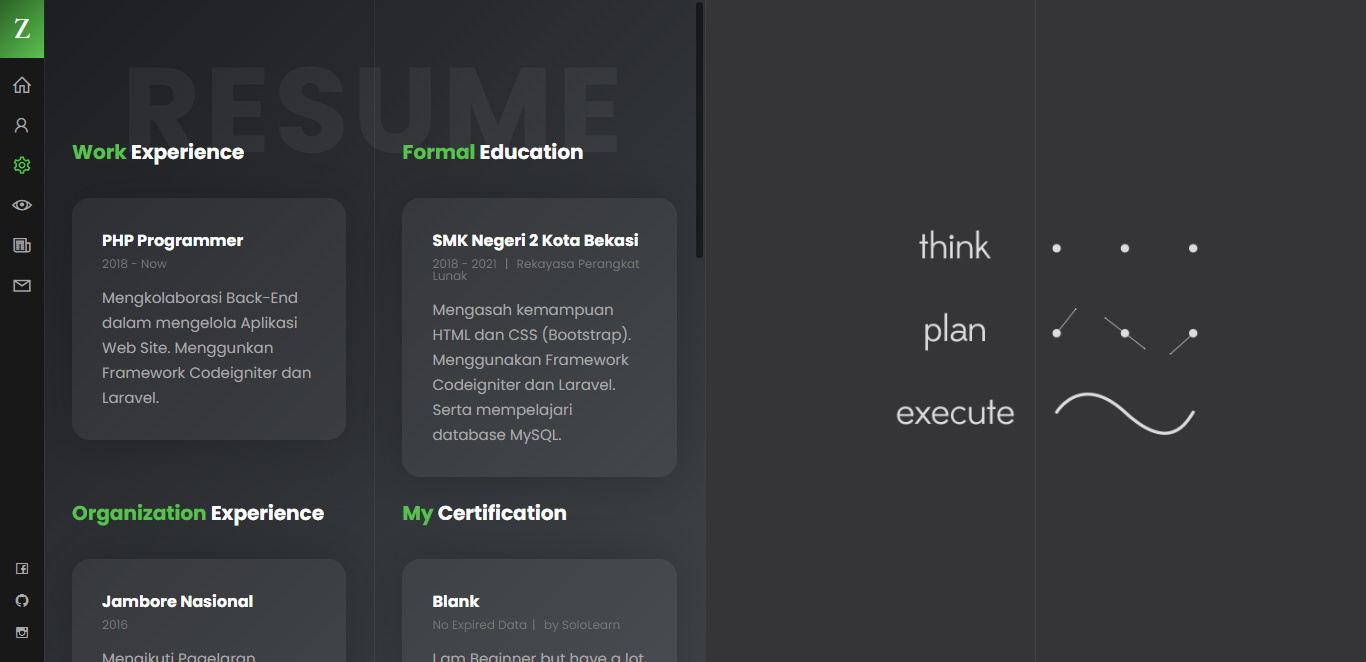 Z
RESUME
Work Experience
PHP Programmer
2018 - Now
Mengkolaborasi Back-End
dalam mengelola Aplikasi
Web Site. Menggunkan
Framework Codeigniter dan
Laravel.
Formal Education
SMK Negeri 2 Kota Bekasi
2018 - 2021 | Rekayasa Perangkat
Lunak
Mengasah kemampuan
HTML dan CSS (Bootstrap).
Menggunakan Framework
Codeigniter dan Laravel.
Serta mempelajari
database MySQL.
Organization Experience
Jambore Nasional
2016
Mengikuti Pagelaran
My Certification
Blank
No Expired Data | by SoloLearn
I am Beginner but have a lot
think
plan
execute